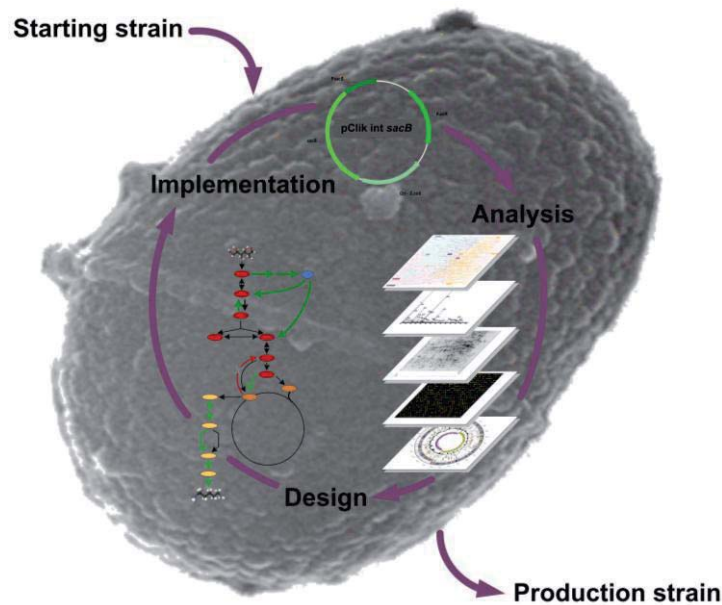 Starting strain
pClik int sacB
Implementation
Analysis
Design
Production strain